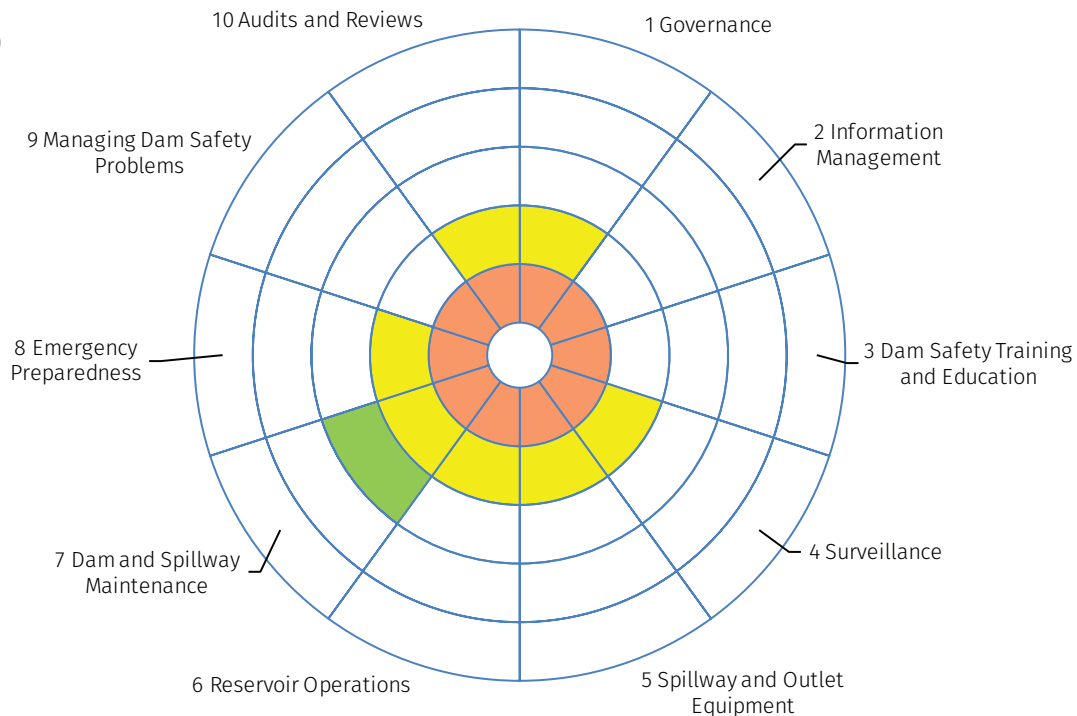 10 Audits and Reviews
1 Governance
2 Information
Management
3 Dam Safety Training
and Education
4 Surveillance
5 Spillway and Outlet
Equipment
6 Reservoir Operations
7 Dam and Spillway
Maintenance
8 Emergency
Preparedness
9 Managing Dam Safety
Problems